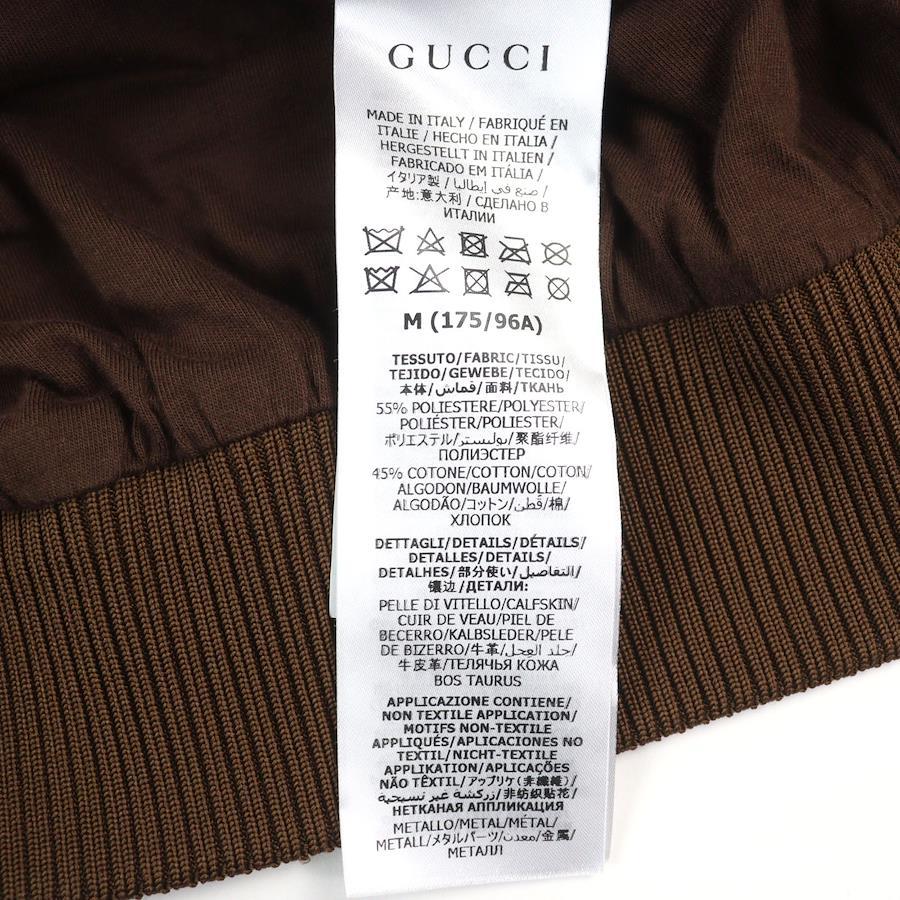 GUCCI
MADE IN ITALY / FABRIQUÉ EN
ITALIE / HECHO EN ITALIA /
HERGESTELLT IN ITALIEN /
FABRICADO EM ITÁLIA /
イタリア製 / صنع في إيطاليا /
产地:意大利 / СДЕЛАНО В
ИТАЛИИ
M (175/96A)
TESSUTO/FABRIC/TISSU/
TEJIDO/GEWEBE/TECIDO/
本体/قماش/面料/ТКАНЬ
55% POLIESTERE/POLYESTER/
POLIÉSTER/POLIESTER/
ポリエステル/بوليستر/聚酯纤维/
ПОЛИЭСТЕР
45% COTONE/COTTON/COTON/
ALGODON/BAUMWOLLE/
ALGODÃO/コットン/قطن/棉/
ХЛОПОК
DETTAGLI/DETAILS/DÉTAILS/
DETALLES/DETAILS/
DETALHES/部分使い/التفاصيل/
镶边/ДЕТАЛИ:
PELLE DI VITELLO/CALFSKIN/
CUIR DE VEAU/PIEL DE
BECERRO/KALBSLEDER/PELE
DE BIZERRO/牛革/جلد العجل/
牛皮革/ТЕЛЯЧЬЯ КОЖА
BOS TAURUS
APPLICAZIONE CONTIENE/
NON TEXTILE APPLICATION/
MOTIFS NON-TEXTILE
APPLIQUÉS/APLICACIONES NO
TEXTIL/NICHT-TEXTILE
APPLIKATION/APLICAÇÕES
NÃO TÊXTIL/アップリケ(非繊維)/
زركشة غير نسيجية/非纺织贴花/
НЕТКАНАЯ АППЛИКАЦИЯ
METALLO/METAL/MÉTAL/
METALL/メタルパーツ/معدن/金属/
МЕТАЛЛ